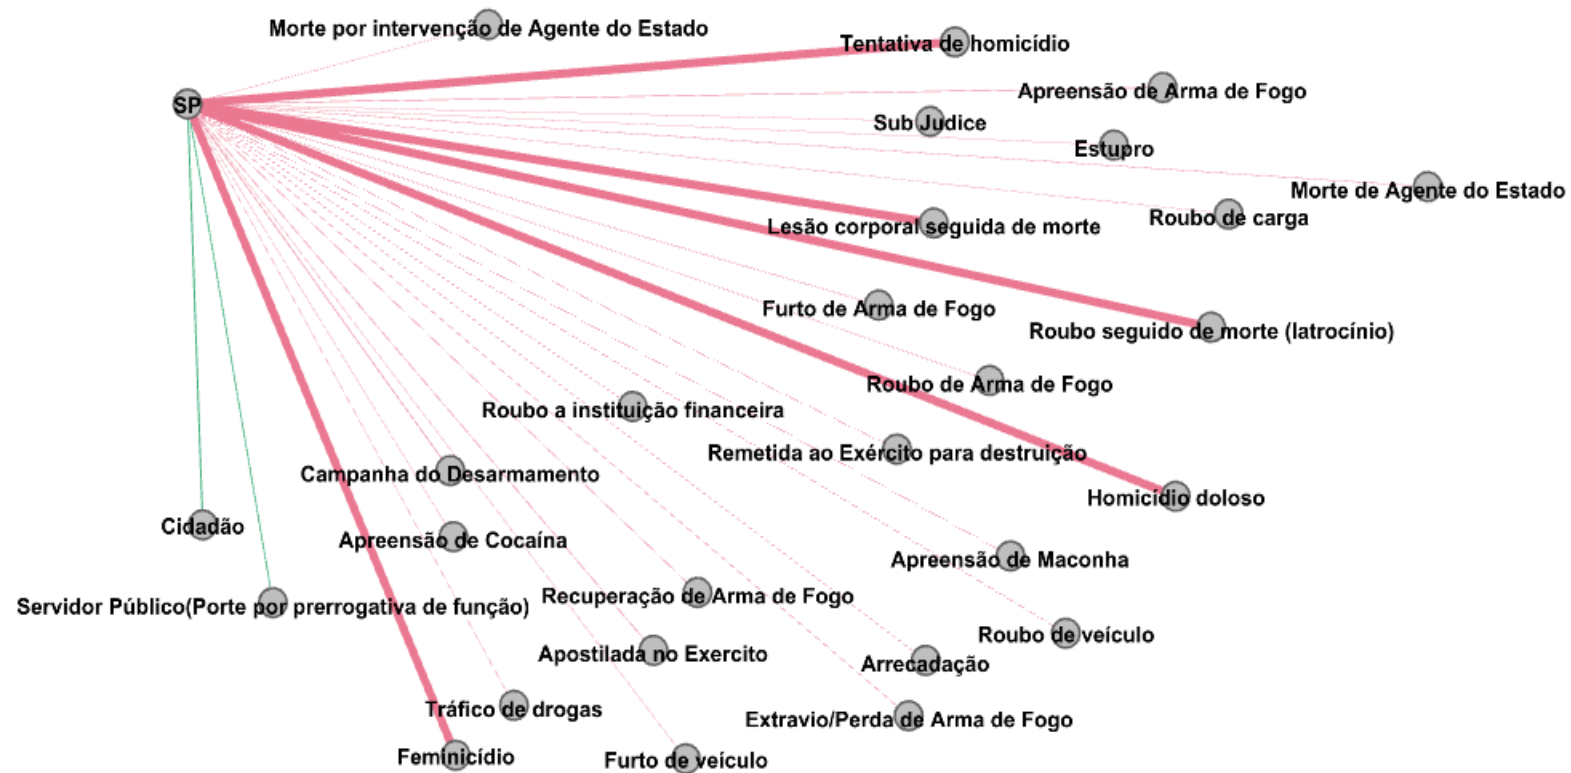 Morte por intervenção de Agente do Estado
Tentativa de homicídio
Apreensão de Arma de Fogo
SP
Sub Judice
Estupro
Morte de Agente do Estado
Roubo de carga
Lesão corporal seguida de morte
Furto de Arma de Fogo
Roubo seguido de morte (latrocínio)
Roubo de Arma de Fogo
Roubo a instituição financeira
Remetida ao Exército para destruição
Campanha do Desarmamento
Homicídio doloso
Cidadão
Apreensão de Cocaína
Apreensão de Maconha
Recuperação de Arma de Fogo
Servidor Público(Porte por prerrogativa de função)
Roubo de veículo
Apostilada no Exercito
Arrecadação
Tráfico de drogas
Extravio/Perda de Arma de Fogo
Feminicídio
Furto de veículo